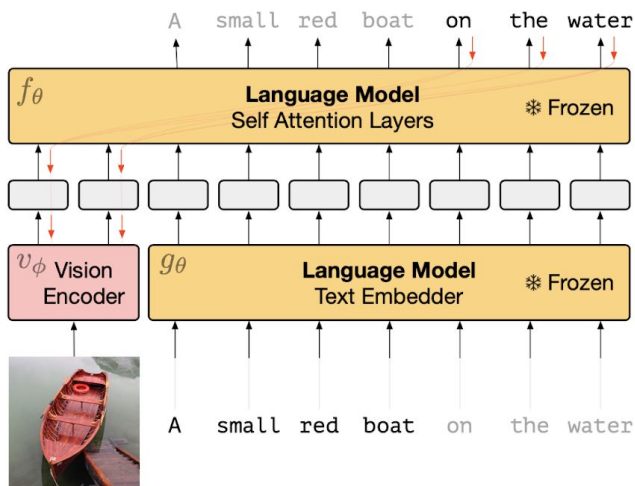 A small red boat on the water
fθ
Language Model
Self Attention Layers
❄ Frozen
vϕ Vision
Encoder
gθ
Language Model
Text Embedder
❄ Frozen
A small red boat on the water